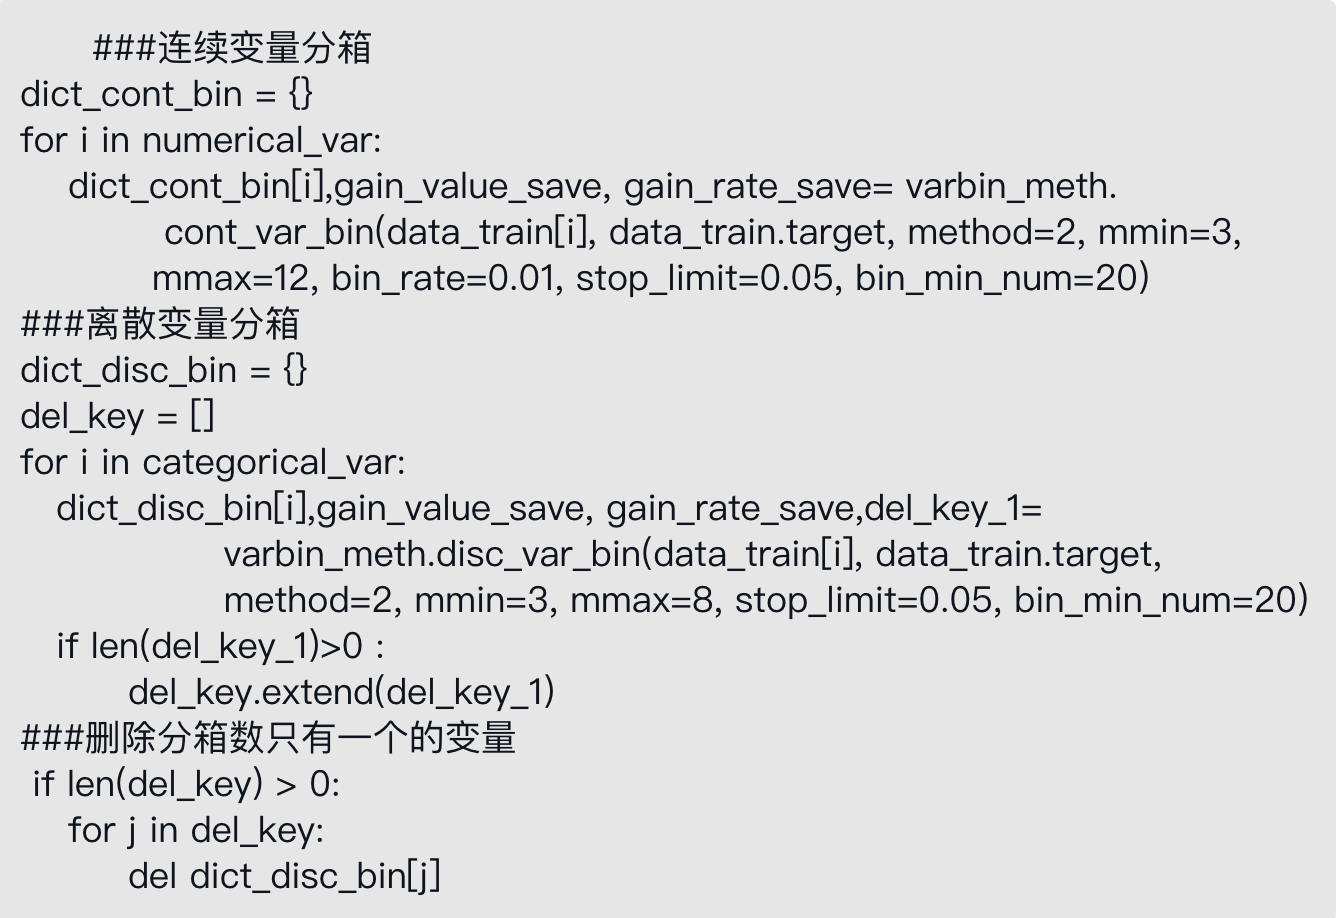 ###连续变量分箱
dict_cont_bin = {}
for i in numerical_var:
dict_cont_bin[i],gain_value_save, gain_rate_save= varbin_meth.
cont_var_bin(data_train[i], data_train.target, method=2, mmin=3,
mmax=12, bin_rate=0.01, stop_limit=0.05, bin_min_num=20)
###离散变量分箱
dict_disc_bin = {}
del_key = []
for i in categorical_var:
dict_disc_bin[i],gain_value_save, gain_rate_save,del_key_1=
varbin_meth.disc_var_bin(data_train[i], data_train.target,
method=2, mmin=3, mmax=8, stop_limit=0.05, bin_min_num=20)
if len(del_key_1)>0 :
del_key.extend(del_key_1)
###删除分箱数只有一个的变量
if len(del_key) > 0:
for j in del_key:
del dict_disc_bin[j]